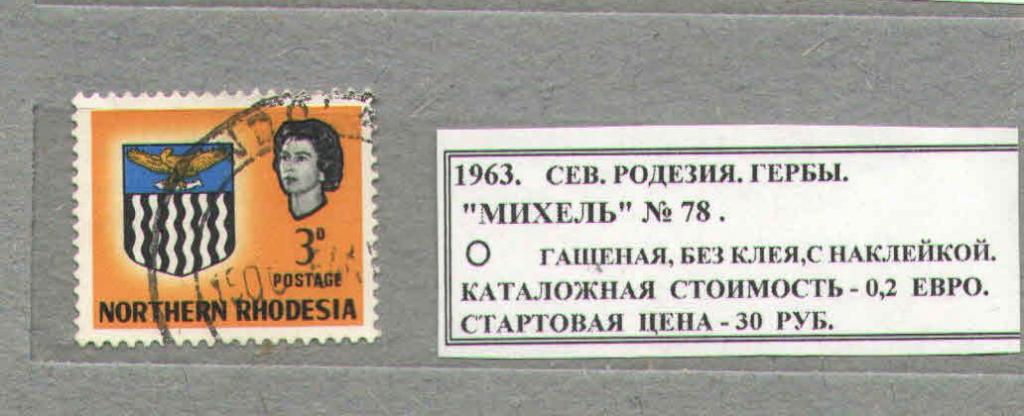 3D
POSTAGE
NORTHERN RHODESIA
1963. СЕВ. РОДЕЗИЯ. ГЕРБЫ.
"МИХЕЛЬ" № 78 .
О ГАЩЕНАЯ, БЕЗ КЛЕЯ,С НАКЛЕЙКОЙ.
КАТАЛОЖНАЯ СТОИМОСТЬ - 0,2 ЕВРО.
СТАРТОВАЯ ЦЕНА - 30 РУБ.